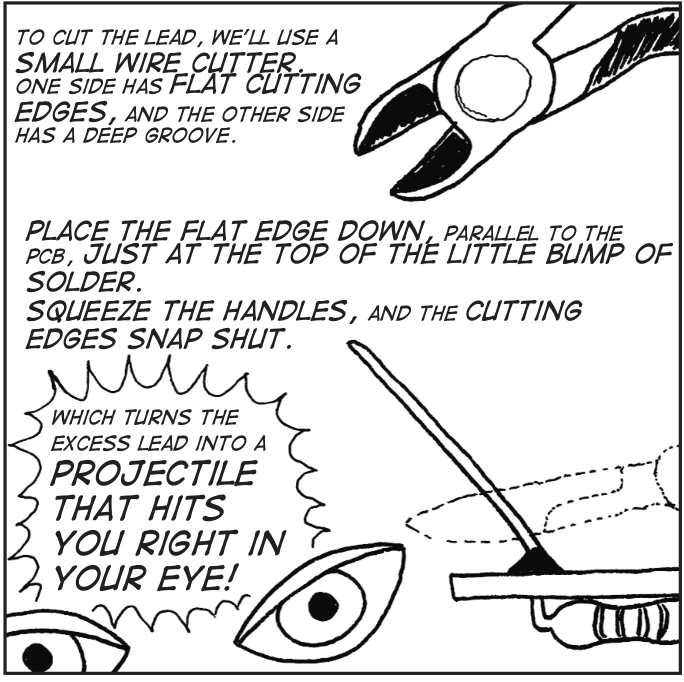 TO CUT THE LEAD, WE'LL USE A
SMALL WIRE CUTTER.
ONE SIDE HAS FLAT CUTTING
EDGES, AND THE OTHER SIDE
HAS A DEEP GROOVE.
PLACE THE FLAT EDGE DOWN, PARALLEL TO THE
PCB, JUST AT THE TOP OF THE LITTLE BUMP OF
SOLDER.
SQUEEZE THE HANDLES, AND THE CUTTING
EDGES SNAP SHUT.
WHICH TURNS THE
EXCESS LEAD INTO A
PROJECTILE
THAT HITS
YOU RIGHT IN
YOUR EYE!